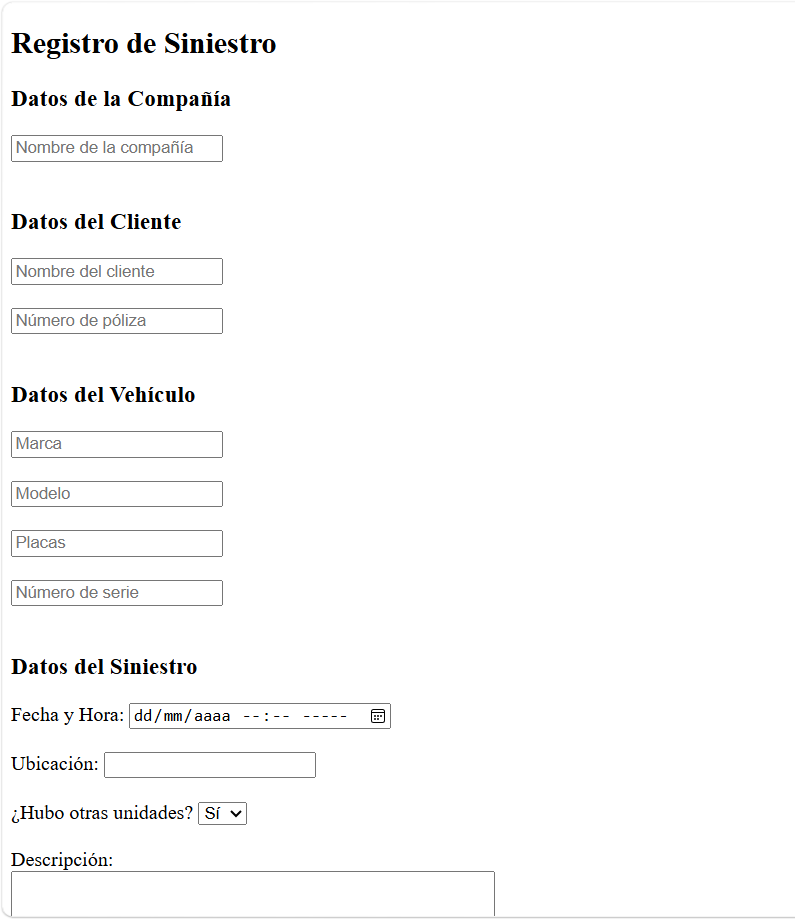 Registro de Siniestro
Datos de la Compañía
Nombre de la compañía
Datos del Cliente
Nombre del cliente
Número de póliza
Datos del Vehículo
Marca
Modelo
Placas
Número de serie
Datos del Siniestro
Fecha y Hora: dd/mm/aaaa --:-- -----
Ubicación:
¿Hubo otras unidades? Sí
Descripción: